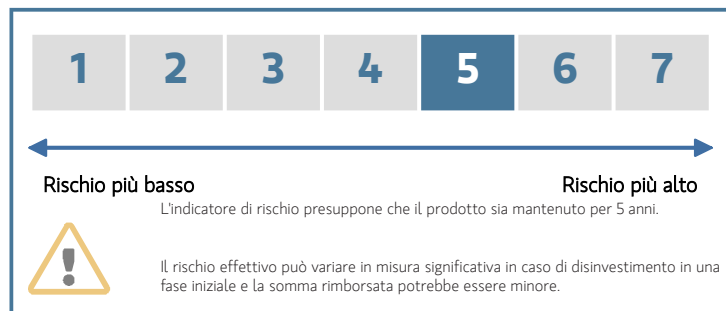 1 2 3 4 5 6 7
Rischio più basso Rischio più alto
L'indicatore di rischio presuppone che il prodotto sia mantenuto per 5 anni.
Il rischio effettivo può variare in misura significativa in caso di disinvestimento in una
fase iniziale e la somma rimborsata potrebbe essere minore.